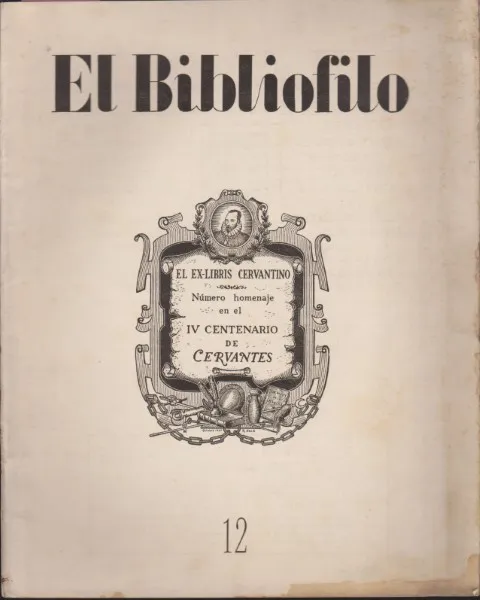 El Bibliofilo
EL EX-LIBRIS CERVANTINO
Número homenaje
en el
IV CENTENARIO
DE
CERVANTES
12